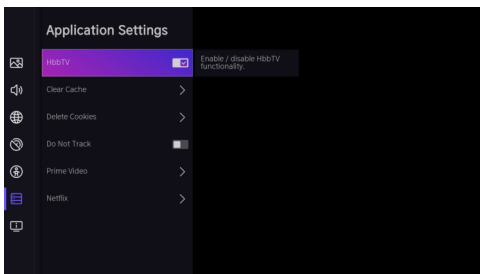 Application Settings
HbbTV
Enable / disable HbbTV
functionality.
Clear Cache
Delete Cookies
Do Not Track
Prime Video
Netflix